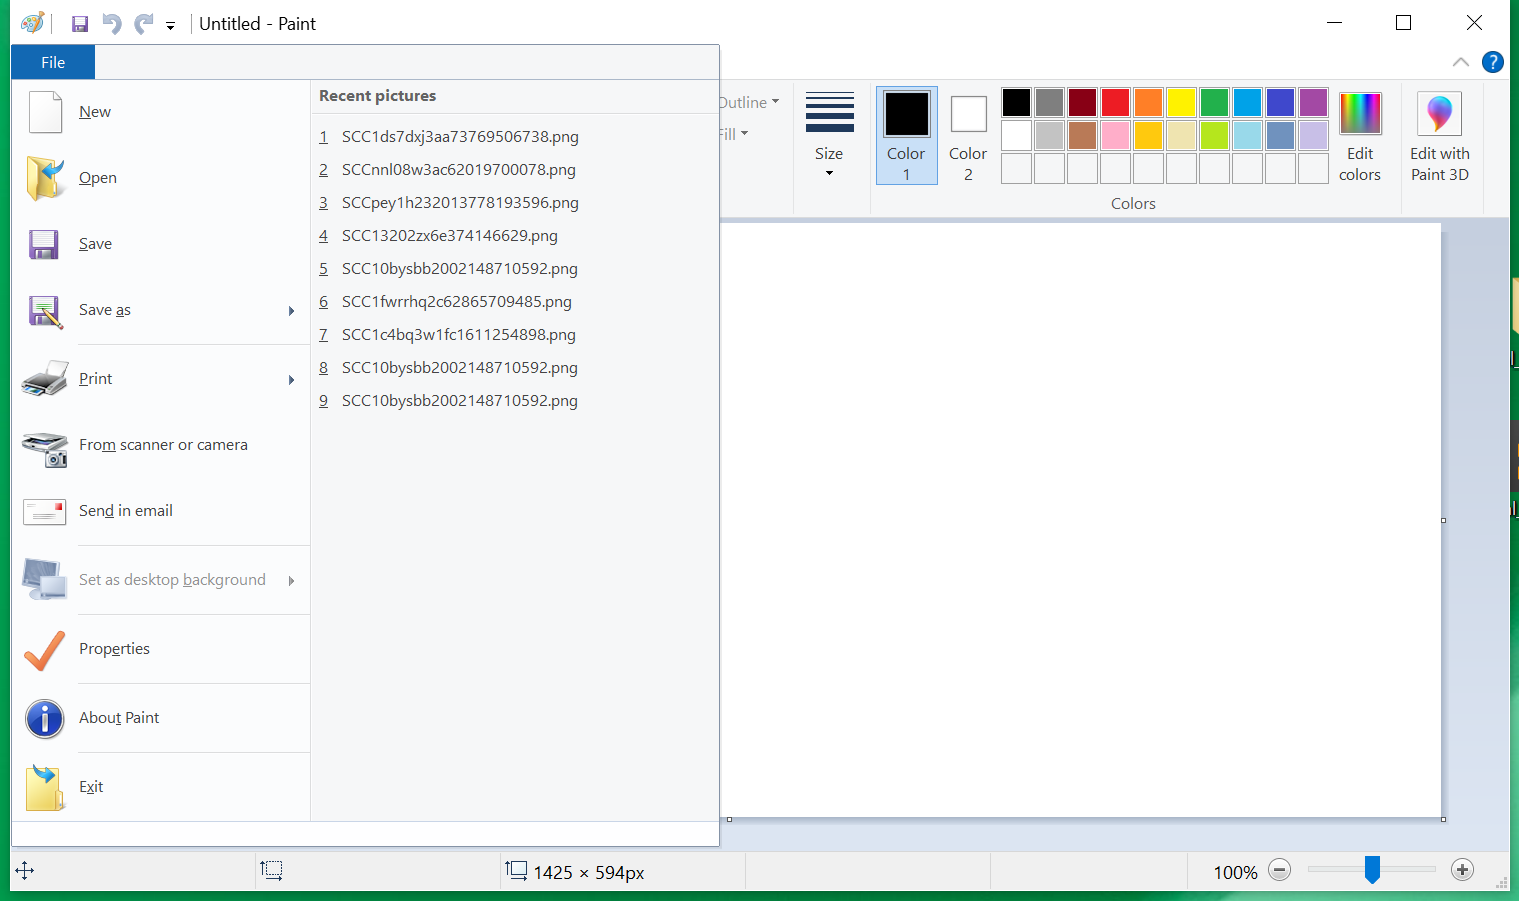 Untitled - Paint
File
New
Open
Save
Save as
Print
From scanner or camera
Send in email
Set as desktop background
Properties
About Paint
Exit
Recent pictures
1 SCC1ds7dxj3aa73769506738.png
2 SCCnnl08w3ac62019700078.png
3 SCCpey1h232013778193596.png
4 SCC13202zx6e374146629.png
5 SCC10bysbb2002148710592.png
6 SCC1fwrrhq2c62865709485.png
7 SCC1c4bq3w1fc1611254898.png
8 SCC10bysbb2002148710592.png
9 SCC10bysbb2002148710592.png
Outline
Size
Color
1
Color
2
Edit
colors
Edit with
Paint 3D
Colors
1425 × 594px
100%